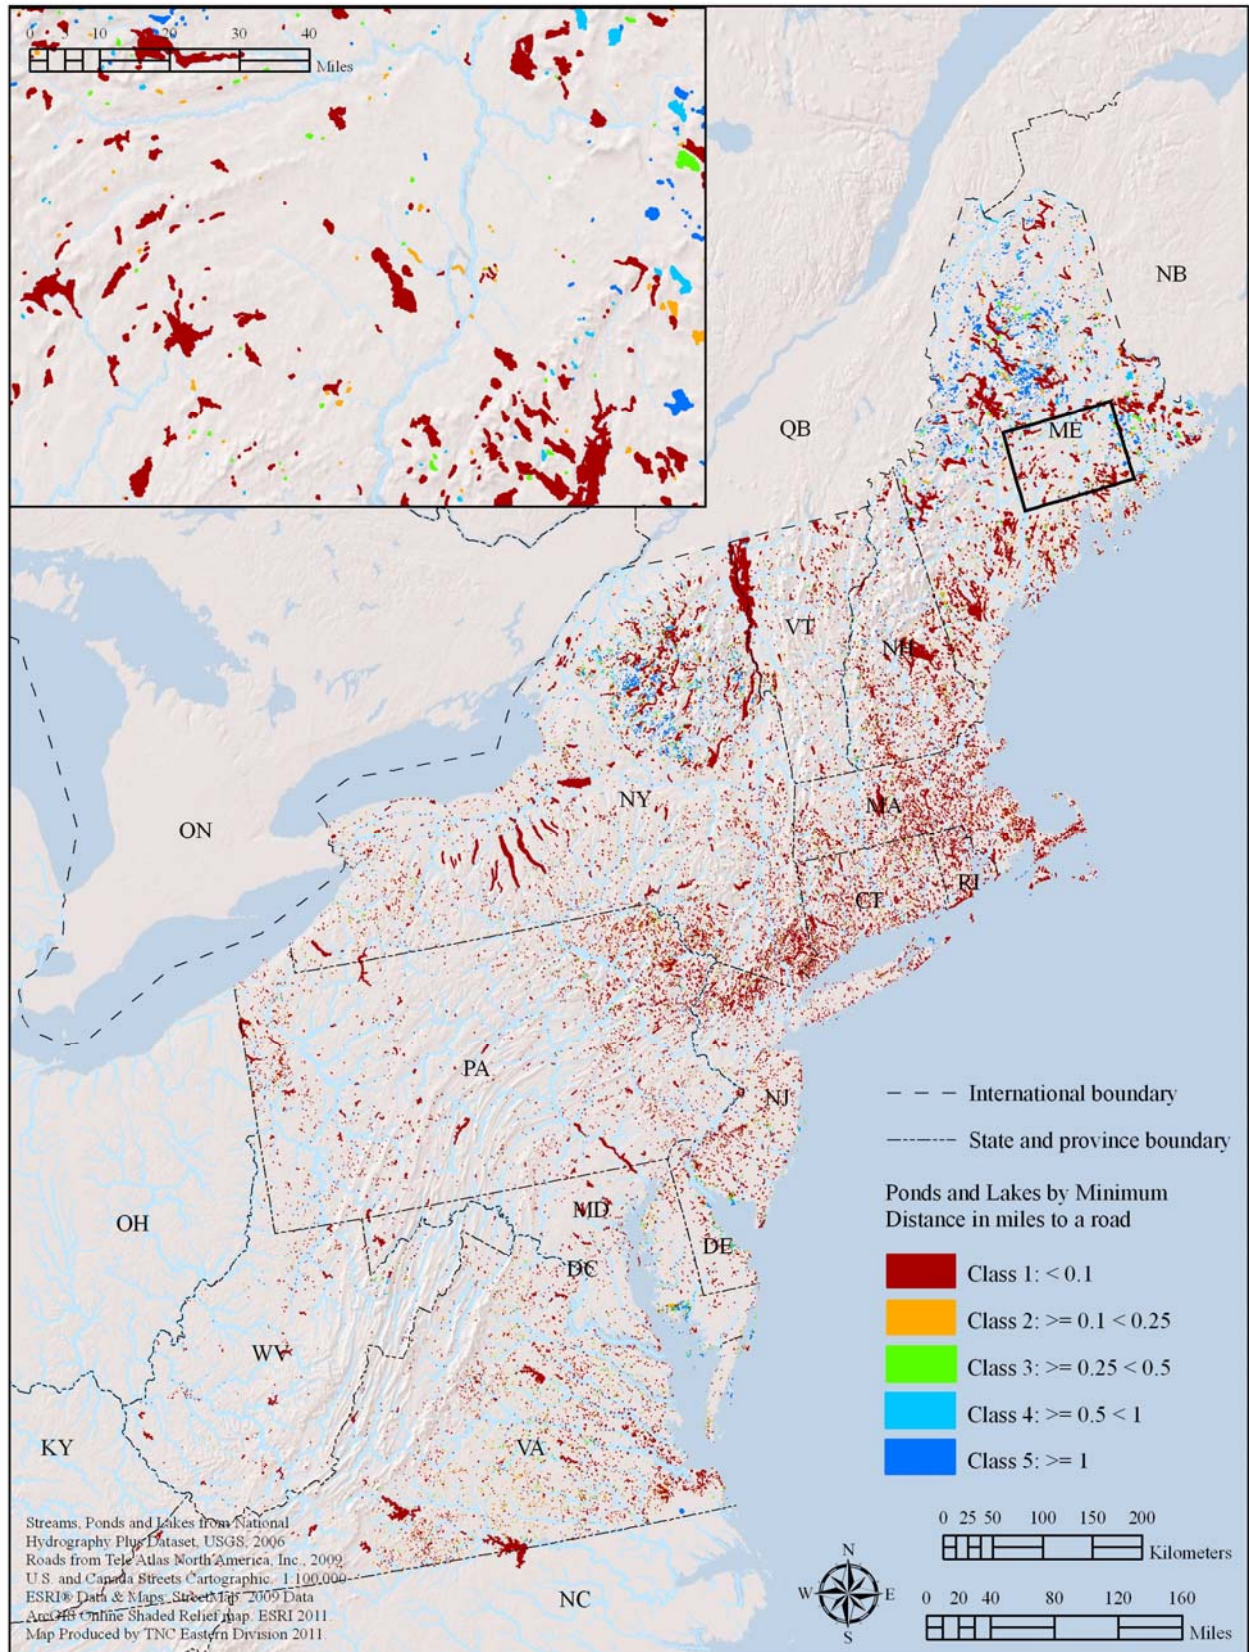 0 5 10 20 30 40
Miles
NB
ME
QB
VT
NH
NY
MA
ON
CT
RI
PA
NJ
International boundary
State and province boundary
Ponds and Lakes by Minimum
Distance in miles to a road
OH
MD
DE
DC
Class 1: < 0.1
Class 2: >= 0.1 < 0.25
WV
Class 3: >= 0.25 < 0.5
Class 4: >= 0.5 < 1
KY
VA
Class 5: >= 1
Streams, Ponds and Lakes from National
Hydrography Plus Dataset, USGS, 2006
Roads from Tele Atlas North America, Inc., 2009
U.S. and Canada Streets Cartographic. 1:100,000
ESRI® Data & Maps: StreetMap. 2009 Data
ArcGIS Online Shaded Relief map. ESRI 2011.
Map Produced by TNC Eastern Division 2011.
NC
N
W E
S
0 25 50 100 150 200
Kilometers
0 20 40 80 120 160
Miles